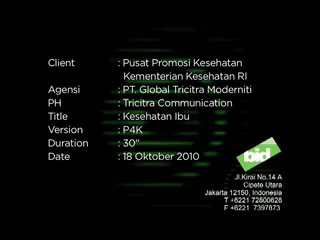 Client : Pusat Promosi Kesehatan
Kementerian Kesehatan RI
Agensi : PT. Global Tricitra Moderniti
PH : Tricitra Communication
Title : Kesehatan Ibu
Version : P4K
Duration : 30"
Date : 18 Oktober 2010
bid
Jl.Kirai No.14 A
Cipete Utara
Jakarta 12150, Indonesia
T +6221 72800628
F +6221 7397873